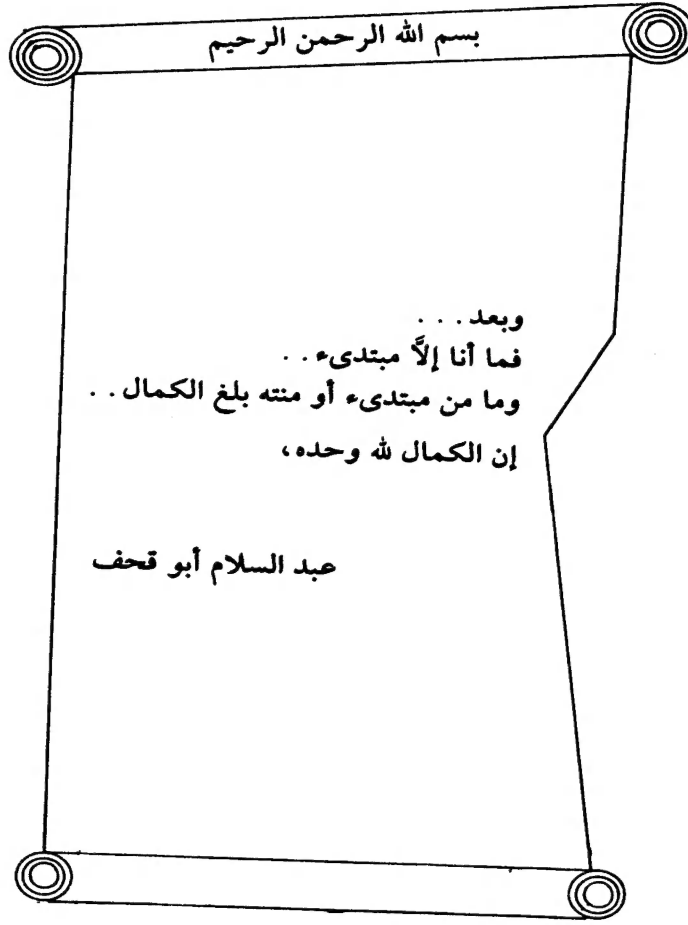 بسم الله الرحمن الرحيم
وبعد . . .
فما أنا إلاَّ مبتدىء . .
وما من مبتدىء أو منته بلغ الكمال . .
إن الكمال لله وحده،
عبد السلام أبو قحف